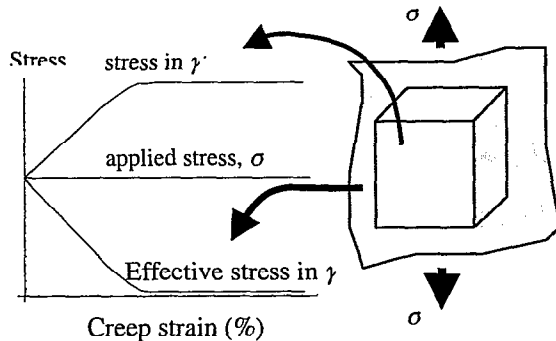 σ
Stress
stress in γ'
applied stress, σ
Effective stress in γ
σ
Creep strain (%)